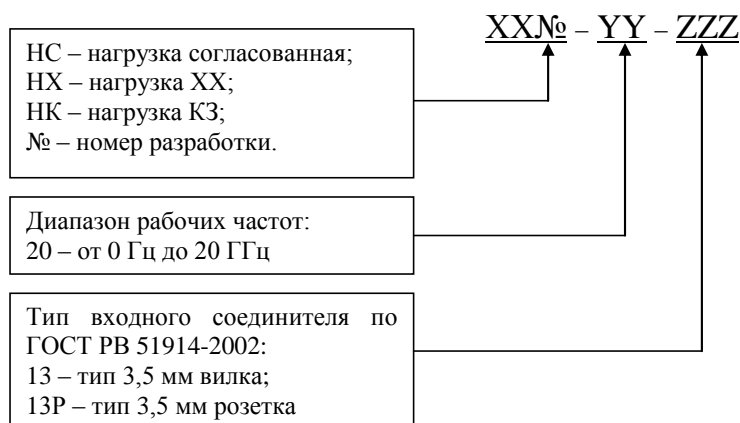 ХХ№ – YY – ZZZ
НС – нагрузка согласованная;
НХ – нагрузка ХХ;
НК – нагрузка КЗ;
№ – номер разработки.
Диапазон рабочих частот:
20 – от 0 Гц до 20 ГГц
Тип входного соединителя по
ГОСТ РВ 51914-2002:
13 – тип 3,5 мм вилка;
13Р – тип 3,5 мм розетка